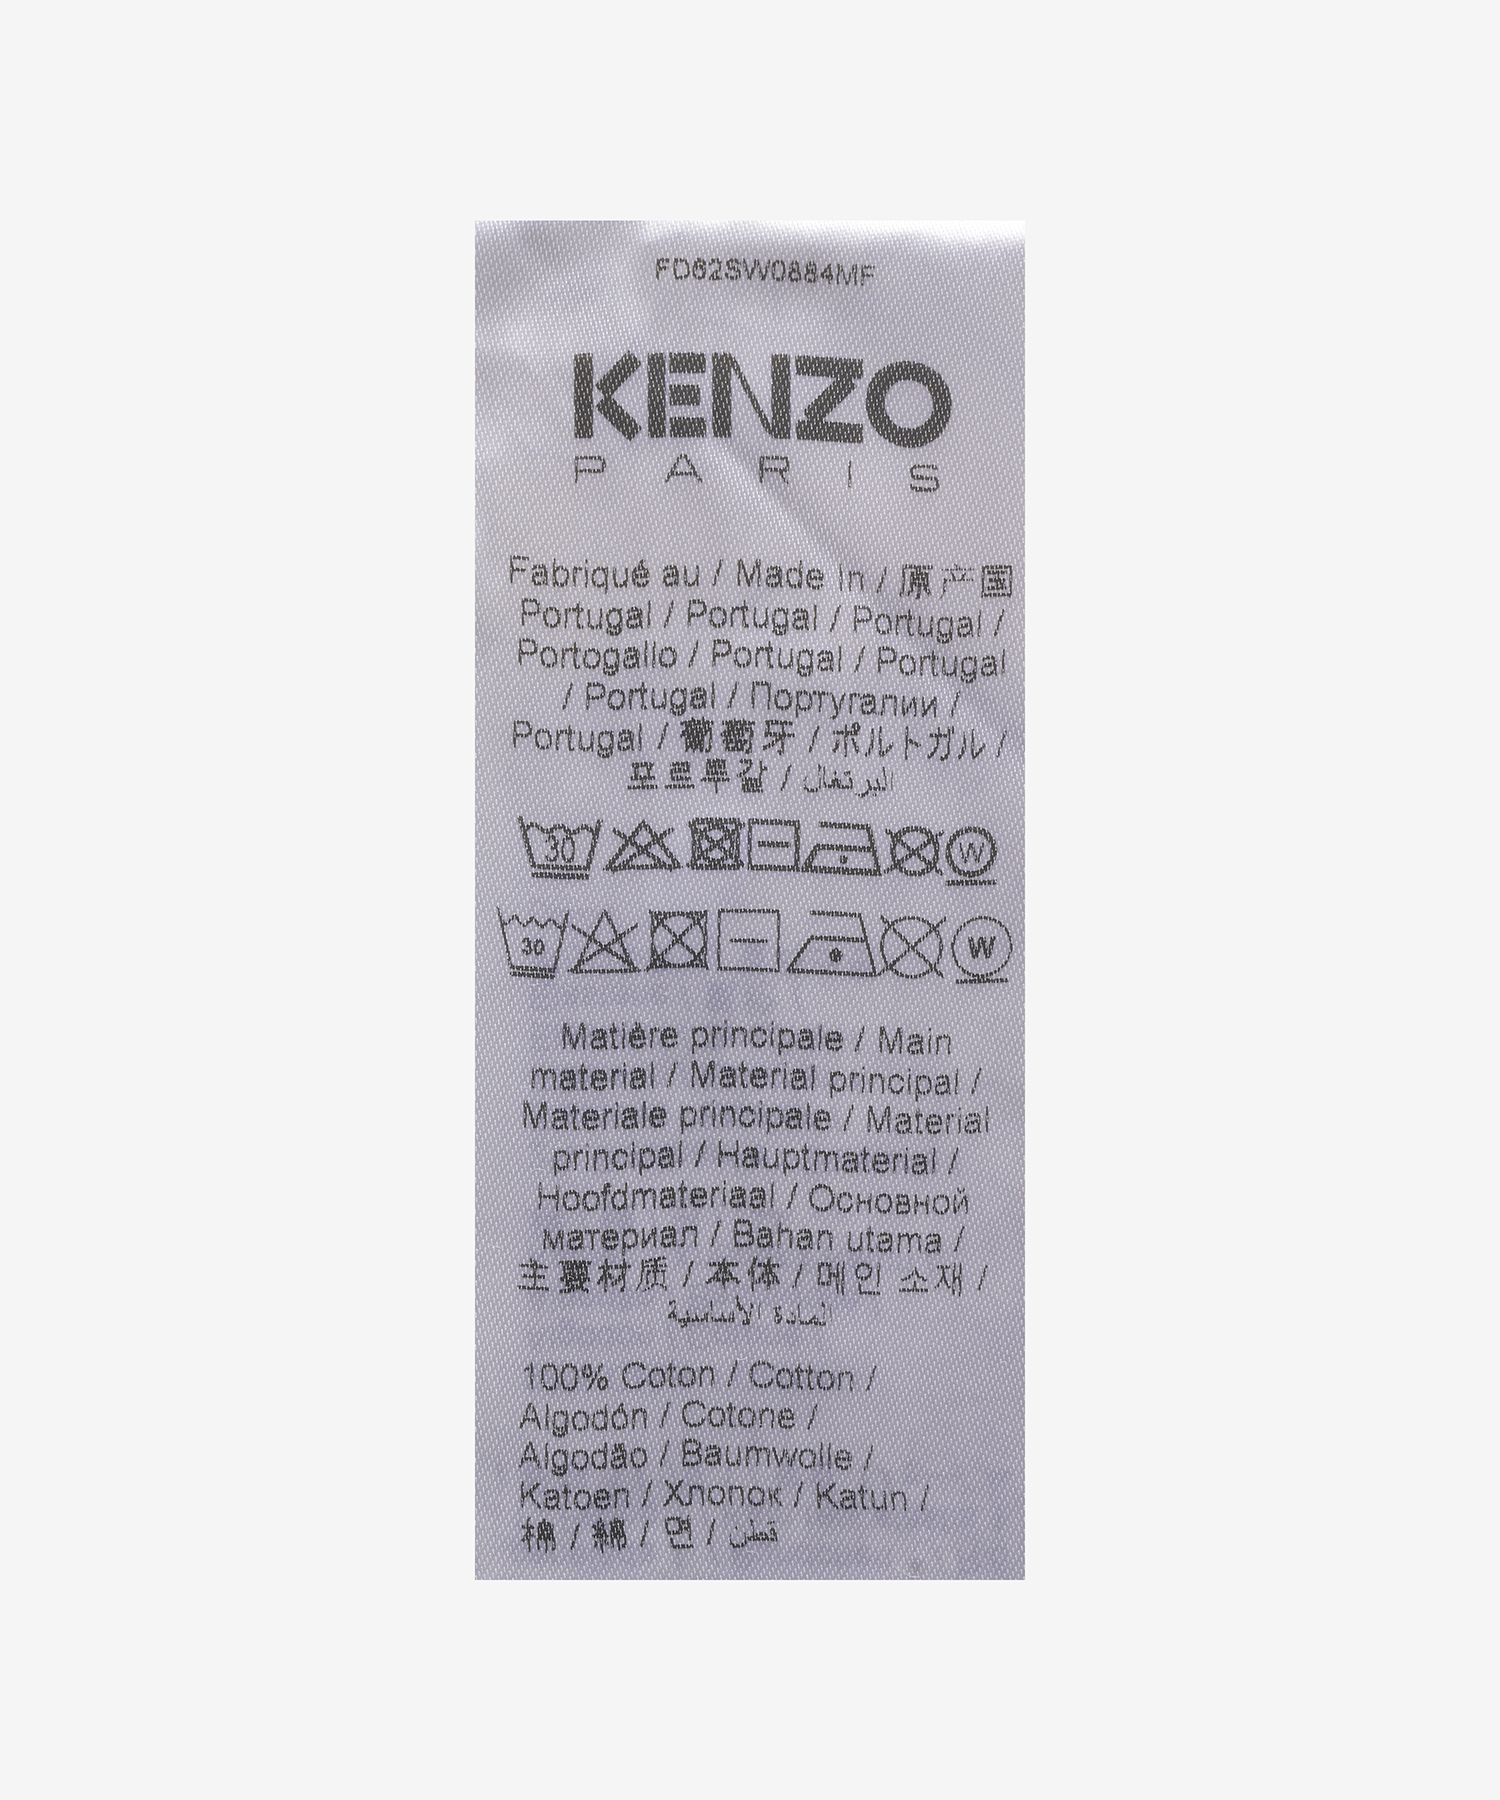 FD62SW0884MF
KENZO
PARIS
Fabriqué au / Made In / 原产国
Portugal / Portugal / Portugal /
Portogallo / Portugal / Portugal
/ Portugal / Португалии /
Portugal / 葡萄牙 / ポルトガル /
포르투갈 / البرتغال
30 W
30 W
Matière principale / Main
material / Material principal /
Materiale principale / Material
principal / Hauptmaterial /
Hoofdmateriaal / Основной
материал / Bahan utama /
主要材质 / 本体 / 메인 소재 /
المادة الأساسية
100% Coton / Cotton /
Algodón / Cotone /
Algodão / Baumwolle /
Katoen / Хлопок / Katun /
棉 / 綿 / 면 / قطن